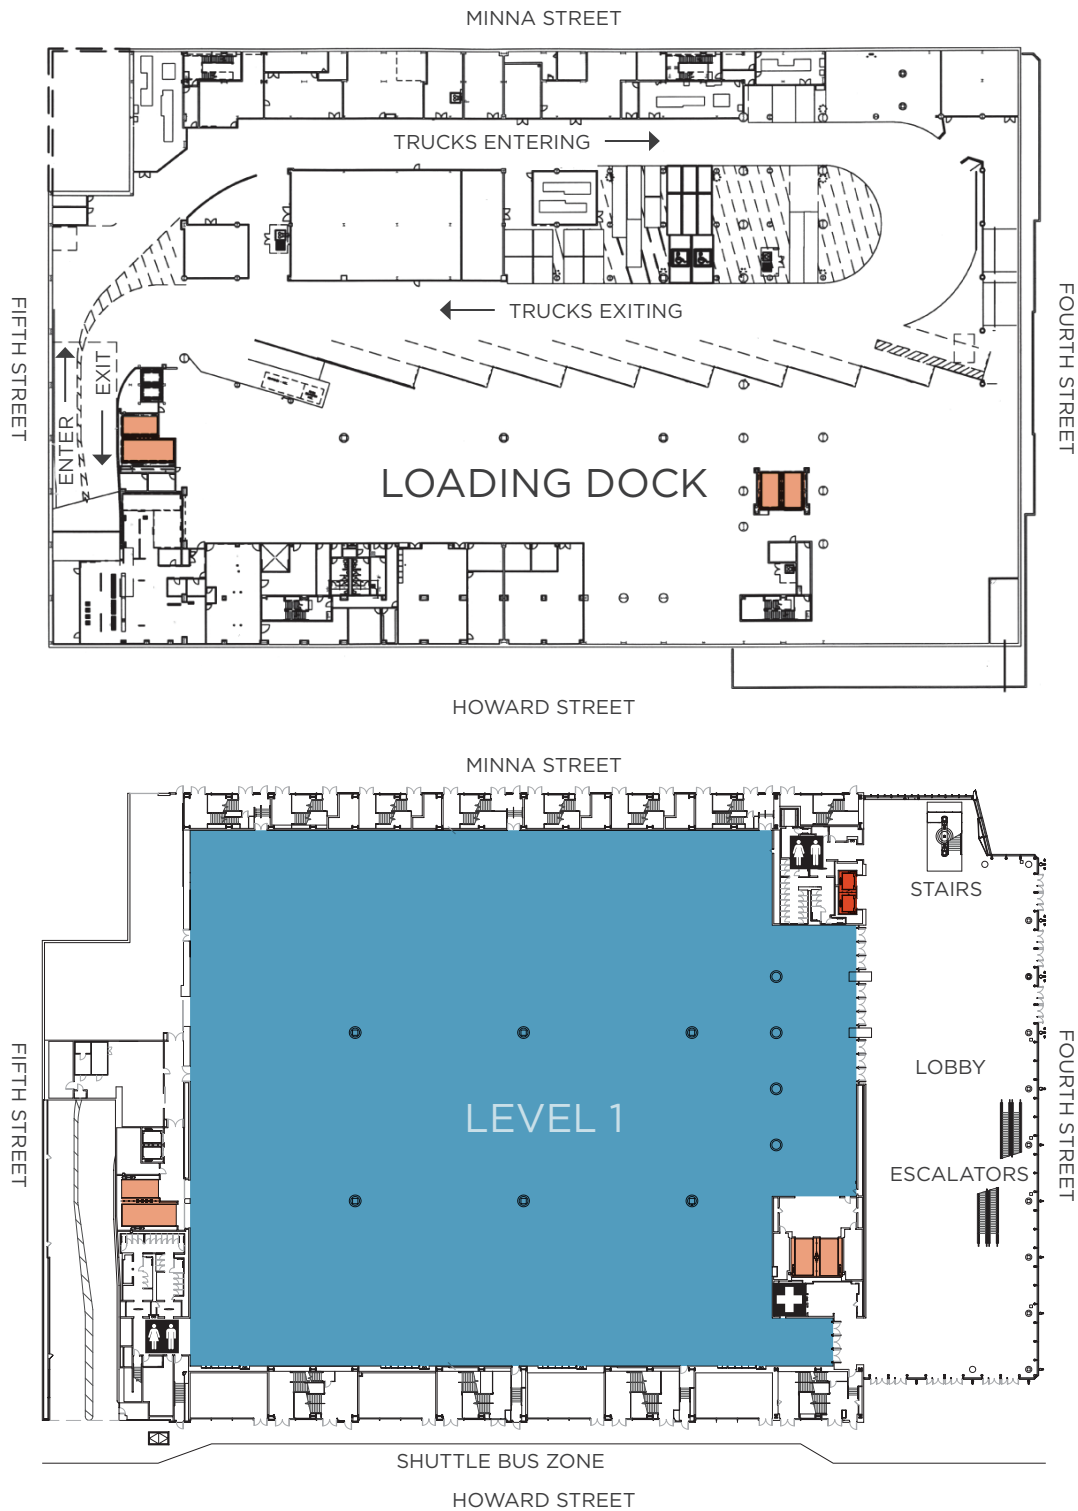 MINNA STREET
TRUCKS ENTERING
TRUCKS EXITING
FIFTH STREET
FOURTH STREET
ENTER
EXIT
LOADING DOCK
HOWARD STREET
MINNA STREET
STAIRS
LOBBY
FIFTH STREET
FOURTH STREET
LEVEL 1
ESCALATORS
SHUTTLE BUS ZONE
HOWARD STREET